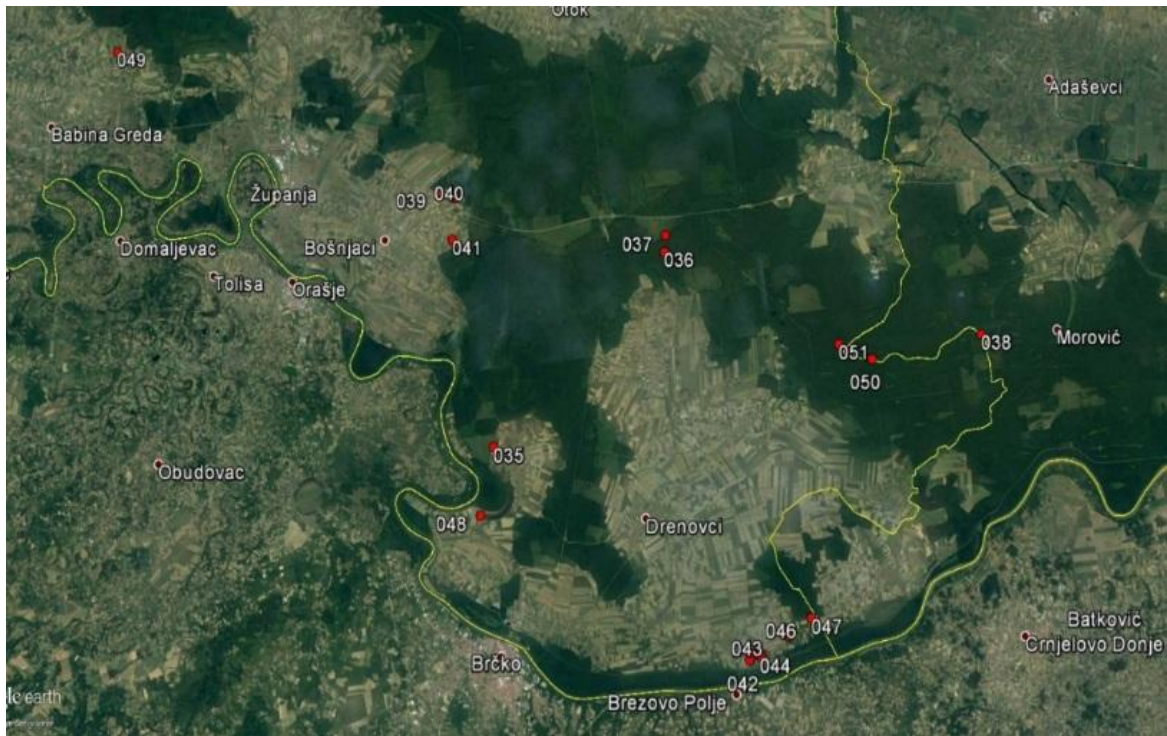 Otok
049
Adaševci
Babina Greda
Županja
039
040
Bošnjaci
041
037
036
Domaljevac
Tolisa
Orašje
051
050
038
Morović
035
Obudovac
048
Drenovci
046
047
043
044
042
Brčko
Brezovo Polje
Batković
Crnjelovo Donje
earth